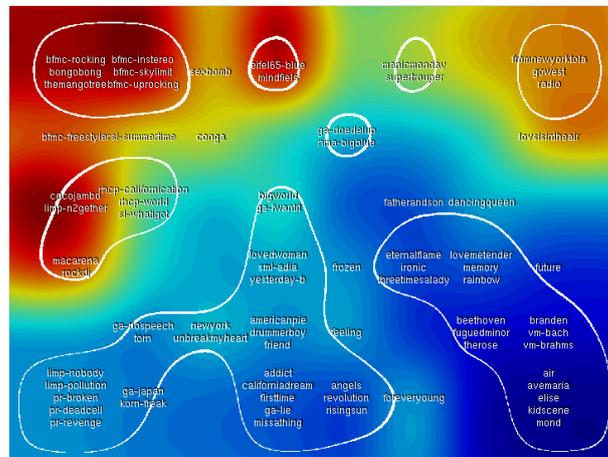 bfmc-rocking bfmc-instereo
bongobong bfmc-skylimit
themangotree bfmc-uprocking
sexbomb
eifel65-blue
mindfiels
manicmonday
supertrouper
fromnewyorktola
gowest
radio
bfmc-freestyler sl-summertime
conga
ga-doedelup
nma-bigblue
lovsisintheair
cocojambo
limp-n2gether
rhcp-californication
rhcp-world
sl-whatigot
bigworld
ga-iwantit
fatherandson dancingqueen
macarena
rockdj
lovedwoman
sml-adia
yesterday-b
frozen
eternalflame
ironic
threetimesalady
lovemetender
memory
rainbow
future
ga-nospeech
torn
newyork
unbreakmyheart
americanpie
drummerboy
friend
feeling
beethoven
fuguedminor
therose
branden
vm-bach
vm-brahms
limp-nobody
limp-pollution
pr-broken
pr-deadcell
pr-revenge
ga-japan
korn-freak
addict
californiadream
firsttime
ga-lie
missathing
angels
revolution
risingsun
foreveryoung
air
avemaria
elise
kidscene
mond